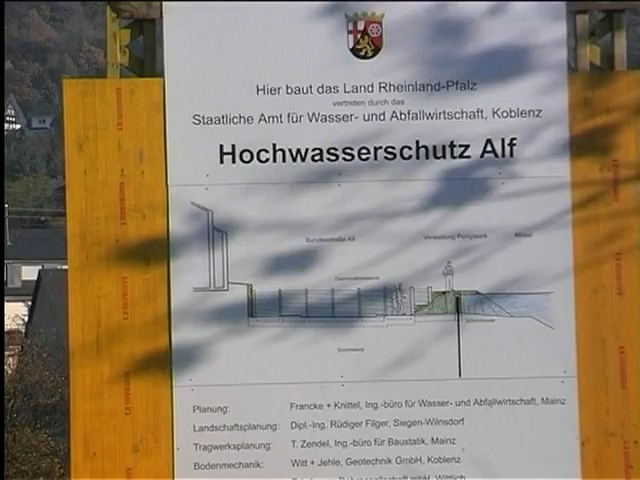 Hier baut das Land Rheinland-Pfalz
vertreten durch das
Staatliche Amt für Wasser- und Abfallwirtschaft, Koblenz
Hochwasserschutz Alf
Planung: Francke + Knittel, Ing.-büro für Wasser- und Abfallwirtschaft, Mainz
Landschaftsplanung: Dipl.-Ing. Rüdiger Filger, Siegen-Wilnsdorf
Tragwerksplanung: T. Zendel, Ing.-büro für Baustatik, Mainz
Bodenmechanik: Witt + Jehle, Geotechnik GmbH, Koblenz